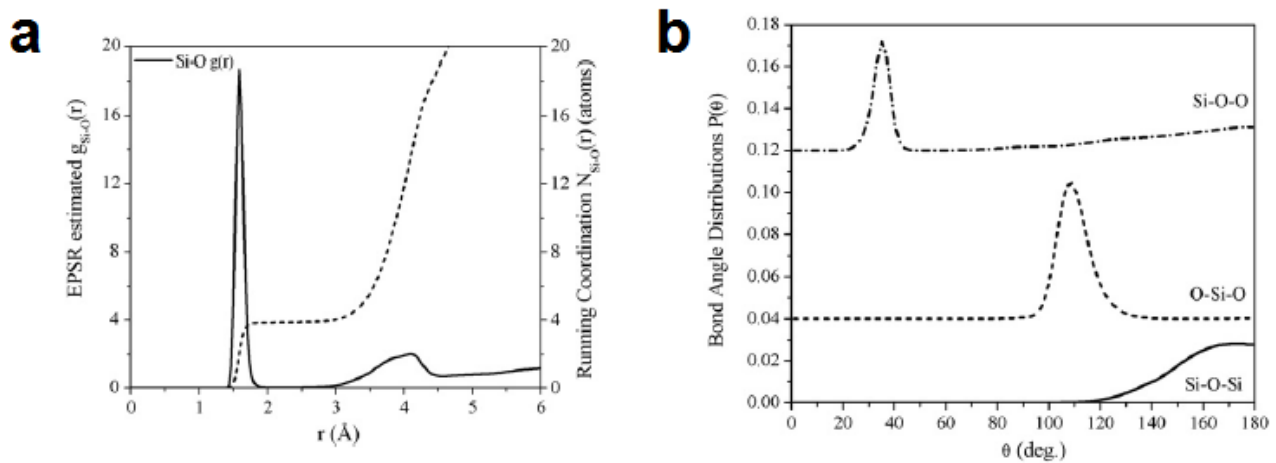 a
EPSR estimated g_Si-O(r)
20
16
12
8
4
0
Si-O g(r)
20
16
12
8
4
0
Running Coordination N_Si-O(r) (atoms)
0 1 2 3 4 5 6
r (Å)
b
Bond Angle Distributions P(θ)
0.18
0.16
0.14
0.12
0.10
0.08
0.06
0.04
0.02
0.00
Si-O-O
O-Si-O
Si-O-Si
0 20 40 60 80 100 120 140 160 180
θ (deg.)